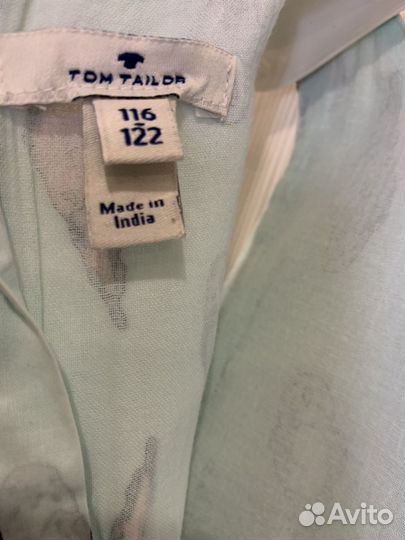 TOM TAILOR
116
-
122
Made in
India
Avito